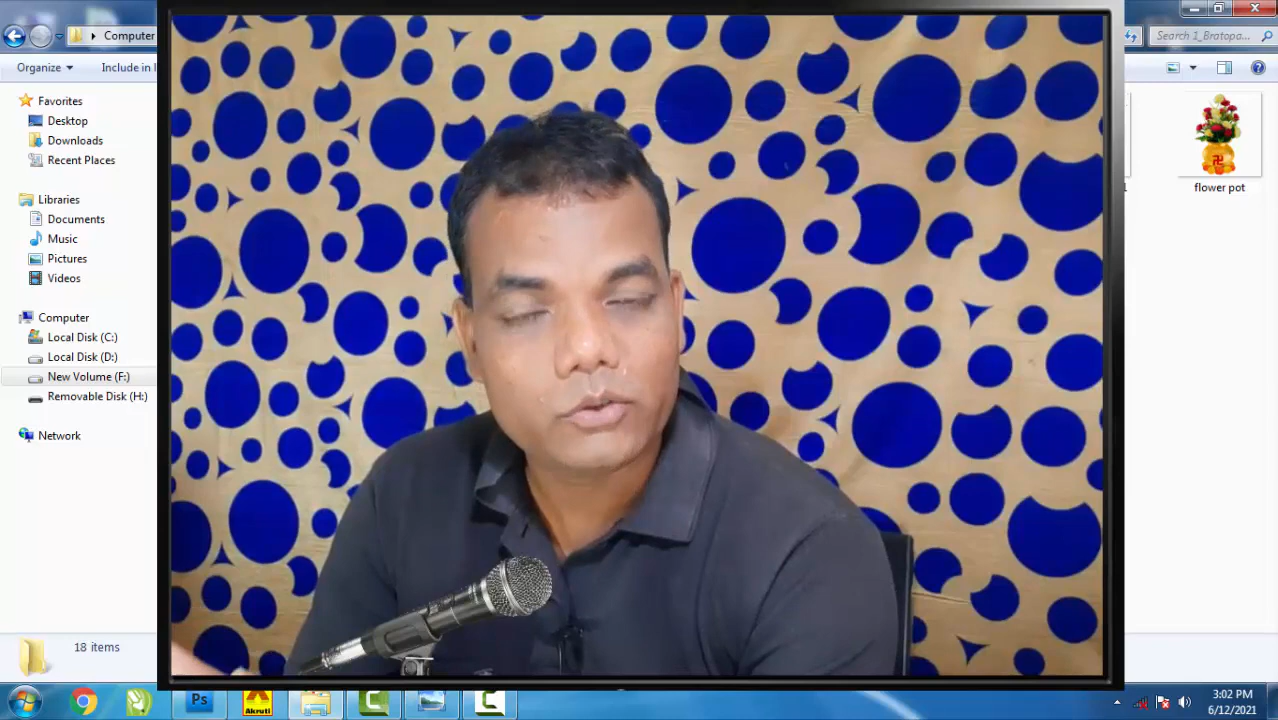 Computer
Search 1_Bratopa...
Organize
Include in l
Favorites
Desktop
Downloads
Recent Places
flower pot
Libraries
Documents
Music
Pictures
Videos
Computer
Local Disk (C:)
Local Disk (D:)
New Volume (F:)
Removable Disk (H:)
Network
18 items
Ps
Akruti
3:02 PM
6/12/2021